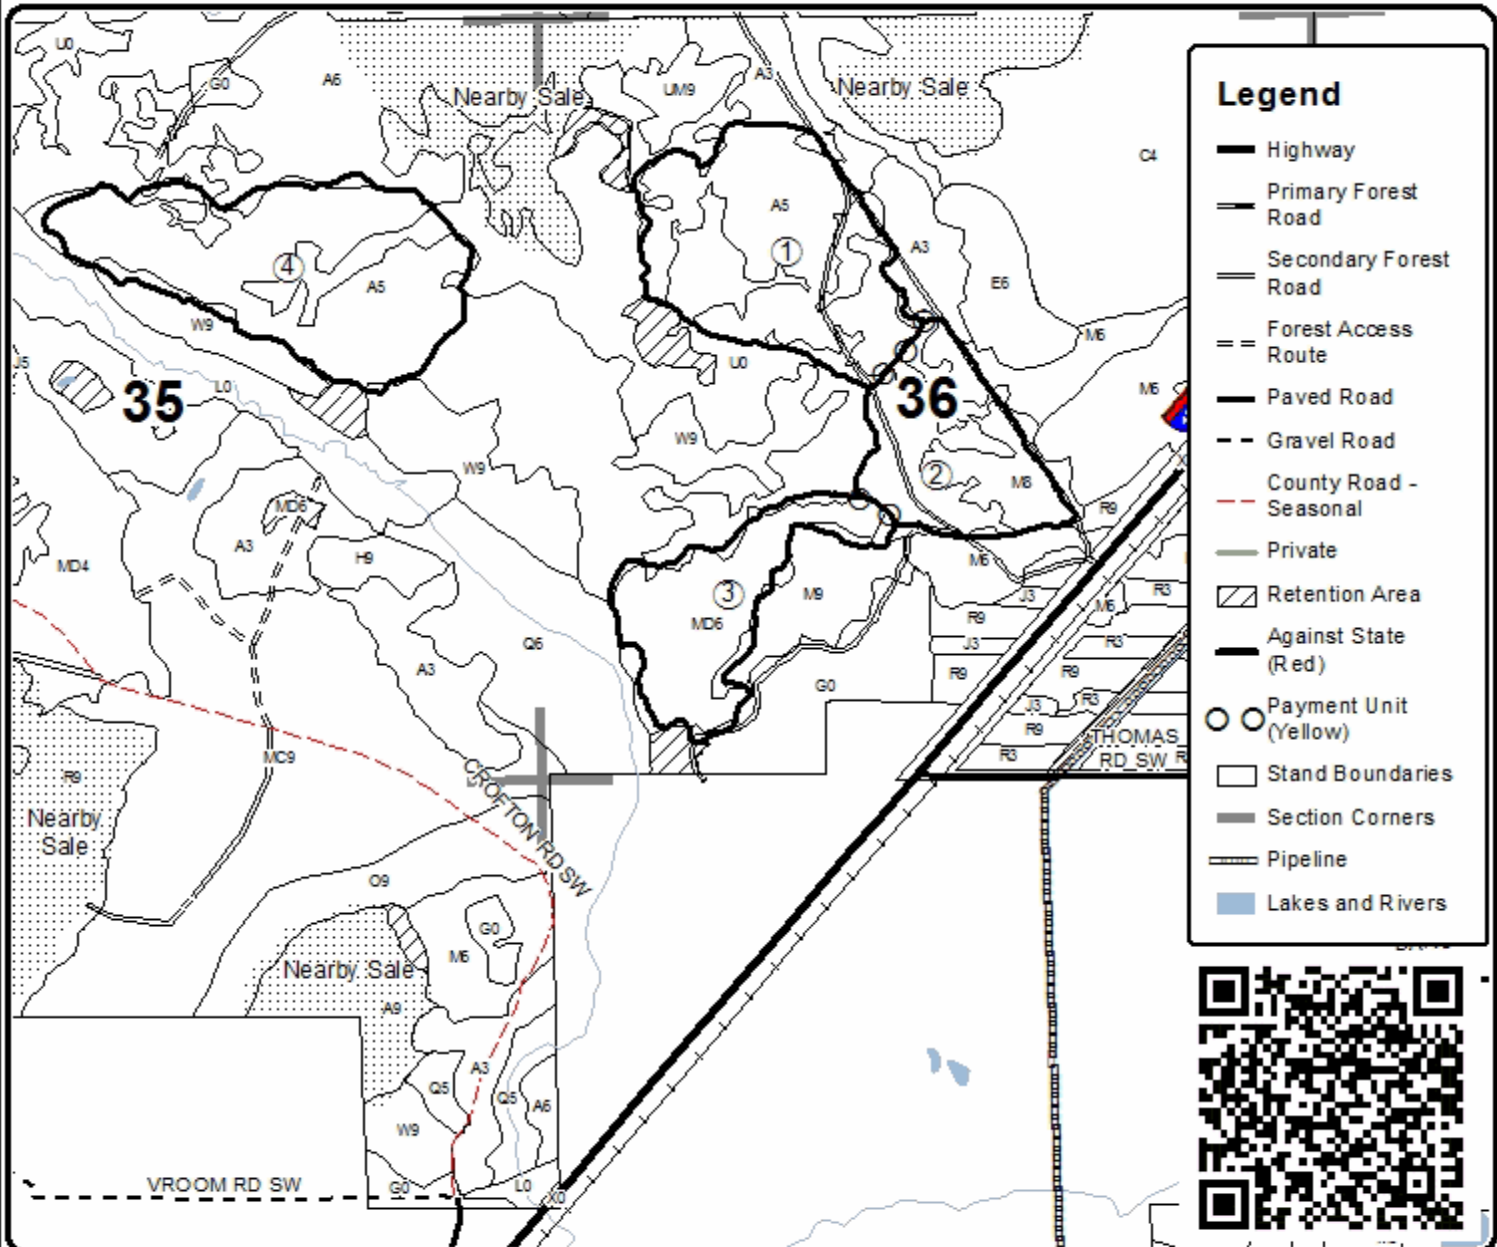 U0
G0
A6
Nearby Sale
UM9
A3
Nearby Sale
C4
A5
1
A3
E6
4
A5
W9
U0
M6
J5
35
L0
36
M6
W9
W9
2
M8
R9
MD6
A3
H9
MD4
M6
3
MD6
M9
J3
M6
R3
R9
Q6
J3
R3
A3
R9
R9
G0
J3
R3
R9
THOMAS
RD_SW
R3
MC9
R9
CROFTON RD SW
Nearby
Sale
O9
G0
M6
Nearby Sale
A9
A3
Q5
Q5
A6
W9
VROOM RD SW
G0
L0
X0
Legend
Highway
Primary Forest
Road
Secondary Forest
Road
Forest Access
Route
Paved Road
Gravel Road
County Road -
Seasonal
Private
Retention Area
Against State
(Red)
Payment Unit
(Yellow)
Stand Boundaries
Section Corners
Pipeline
Lakes and Rivers